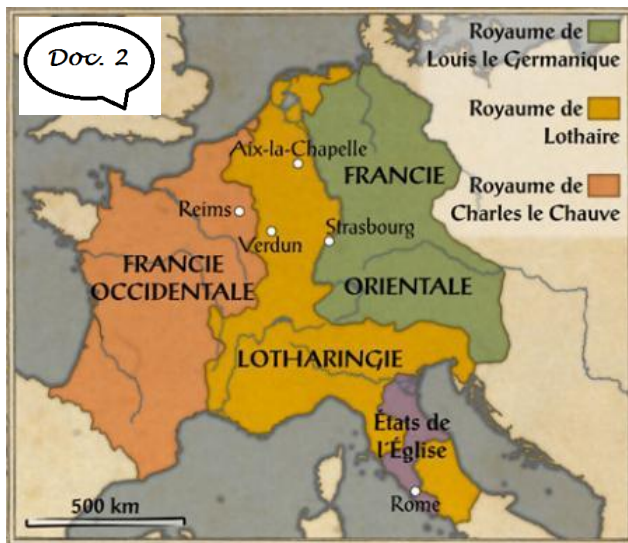 Doc. 2
Royaume de
Louis le Germanique
Royaume de
Lothaire
Royaume de
Charles le Chauve
Aix-la-Chapelle
FRANCIE
Reims
Verdun
Strasbourg
FRANCIE
OCCIDENTALE
ORIENTALE
LOTHARINGIE
États de
l'Église
Rome
500 km